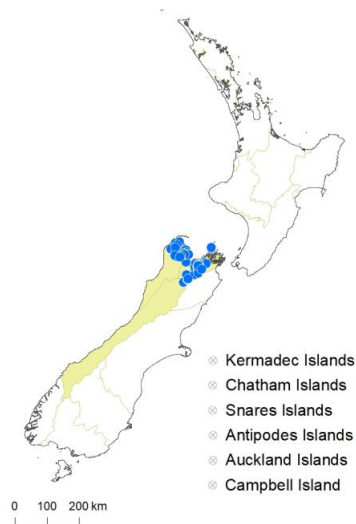 Kermadec Islands
Chatham Islands
Snares Islands
Antipodes Islands
Auckland Islands
Campbell Island
0 100 200 km